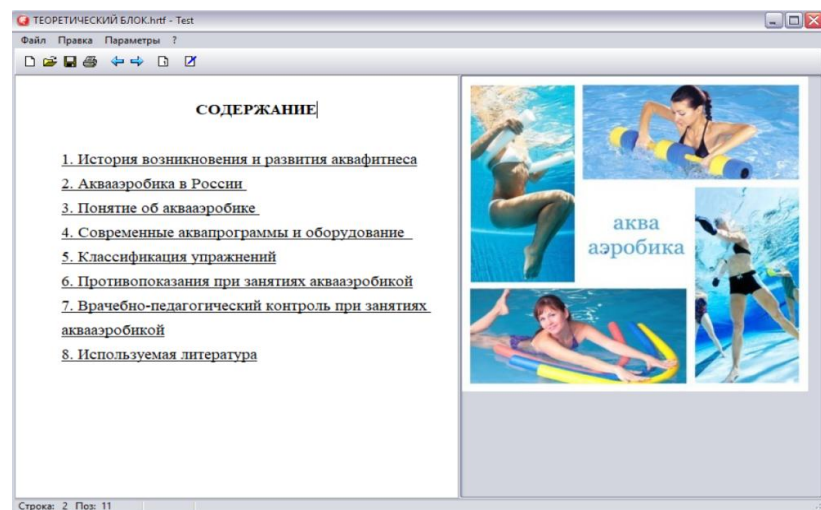 ТЕОРЕТИЧЕСКИЙ БЛОК.hrtf - Test
Файл Правка Параметры ?
СОДЕРЖАНИЕ
1. История возникновения и развития аквафитнеса
2. Аквааэробика в России
3. Понятие об аквааэробике
4. Современные аквапрограммы и оборудование
5. Классификация упражнений
6. Противопоказания при занятиях аквааэробикой
7. Врачебно-педагогический контроль при занятиях
аквааэробикой
8. Используемая литература
аква
аэробика
Строка: 2 Поз: 11